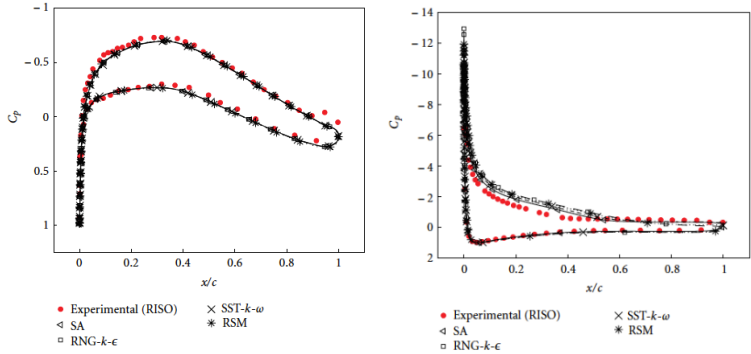 − 1
− 0.5
0
0.5
1
C_p
0
0.2
0.4
0.6
0.8
1
x/c
Experimental (RISO)
SA
RNG-k-ϵ
SST-k-ω
RSM
− 14
− 12
− 10
− 8
− 6
− 4
− 2
0
2
C_p
0
0.2
0.4
0.6
0.8
1
x/c
Experimental (RISO)
SA
RNG-k-ϵ
SST-k-ω
RSM